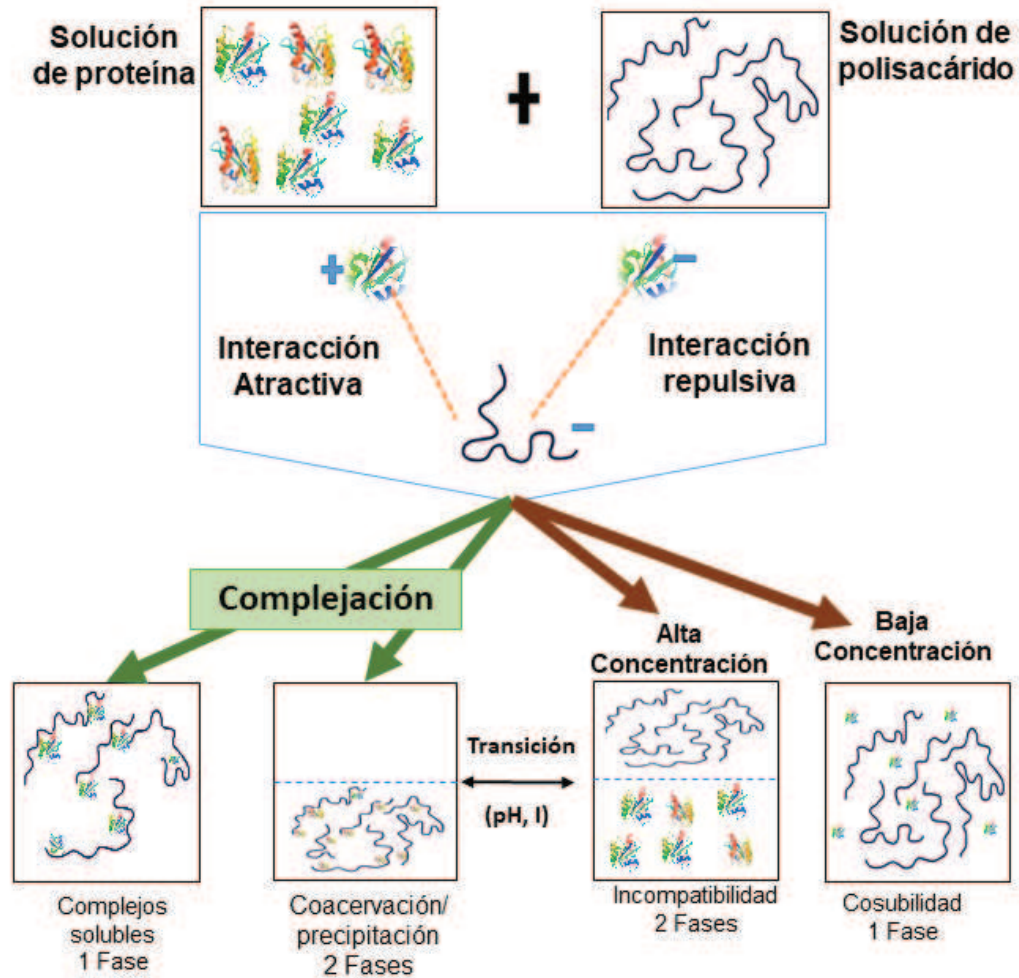 Solución
de proteína
+
Solución de
polisacárido
+
-
Interacción
Atractiva
Interacción
repulsiva
-
Complejación
Alta
Concentración
Baja
Concentración
Transición
(pH, I)
Complejos
solubles
1 Fase
Coacervación/
precipitación
2 Fases
Incompatibilidad
2 Fases
Cosubilidad
1 Fase